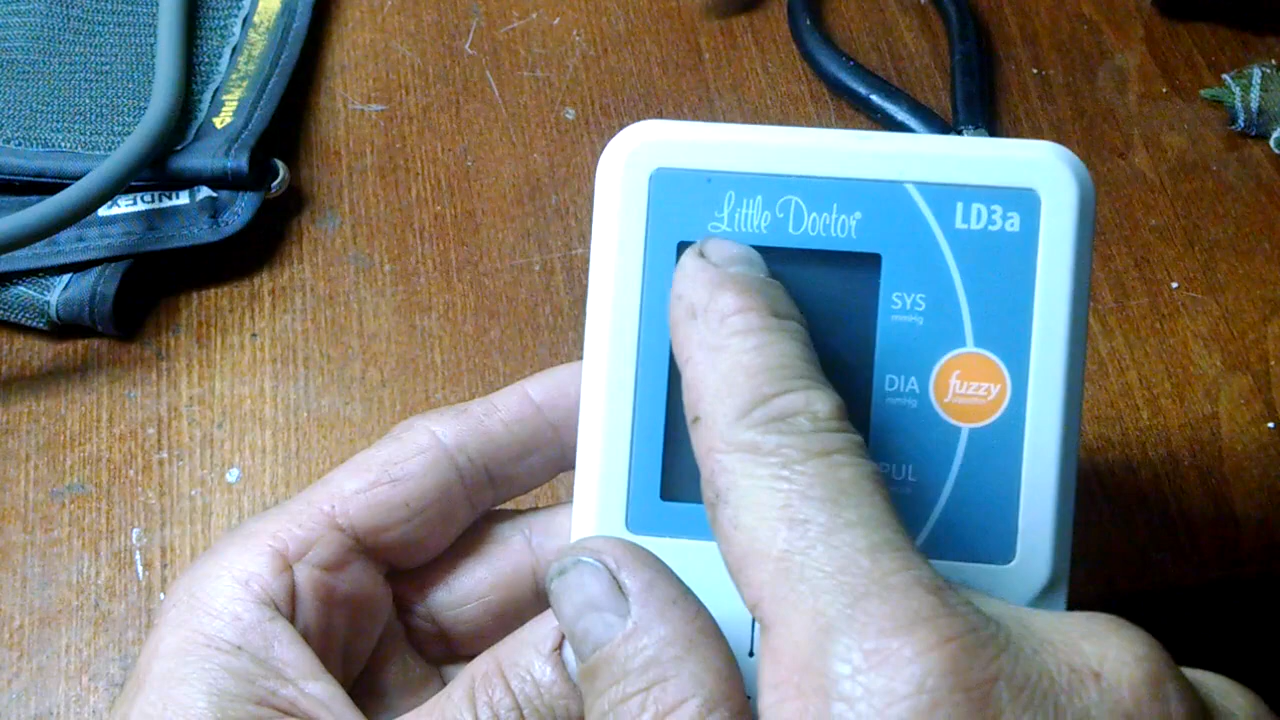 INDEX
Little Doctor
LD3a
SYS
mmHg
DIA
mmHg
fuzzy
PUL